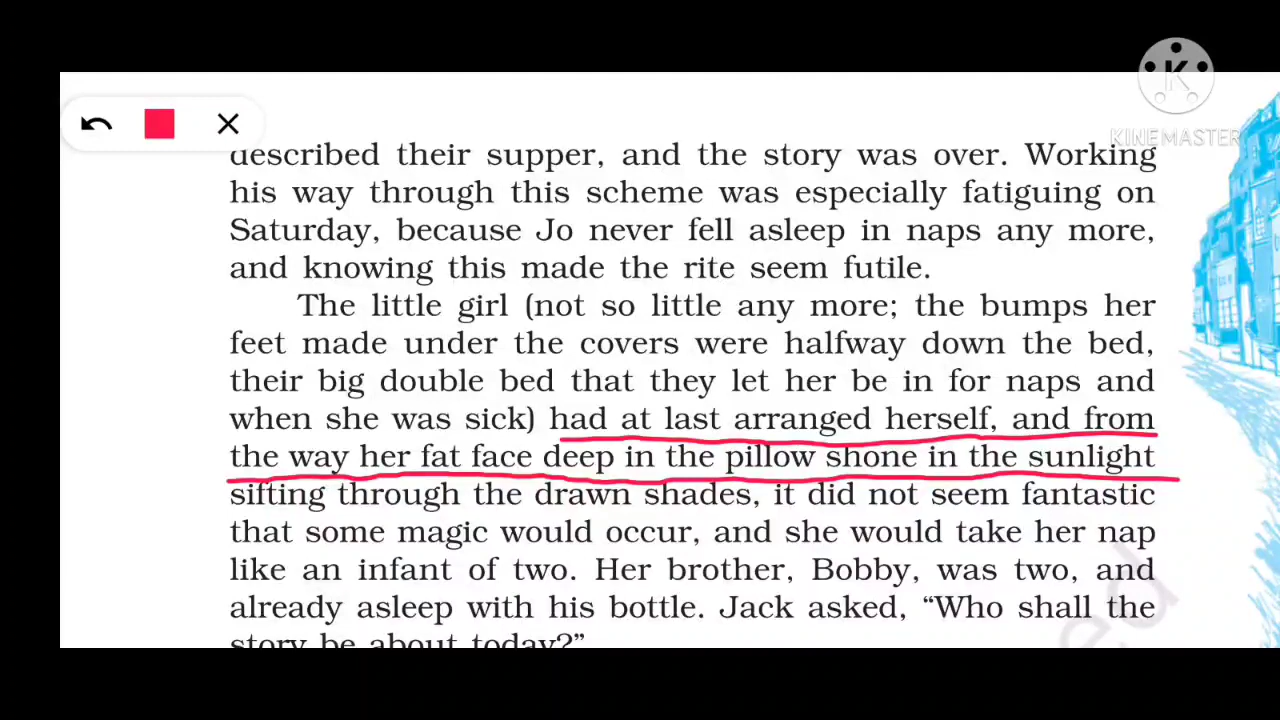 K
KINEMASTER
described their supper, and the story was over. Working
his way through this scheme was especially fatiguing on
Saturday, because Jo never fell asleep in naps any more,
and knowing this made the rite seem futile.
The little girl (not so little any more; the bumps her
feet made under the covers were halfway down the bed,
their big double bed that they let her be in for naps and
when she was sick) had at last arranged herself, and from
the way her fat face deep in the pillow shone in the sunlight
sifting through the drawn shades, it did not seem fantastic
that some magic would occur, and she would take her nap
like an infant of two. Her brother, Bobby, was two, and
already asleep with his bottle. Jack asked, “Who shall the
story be about today?”
ed